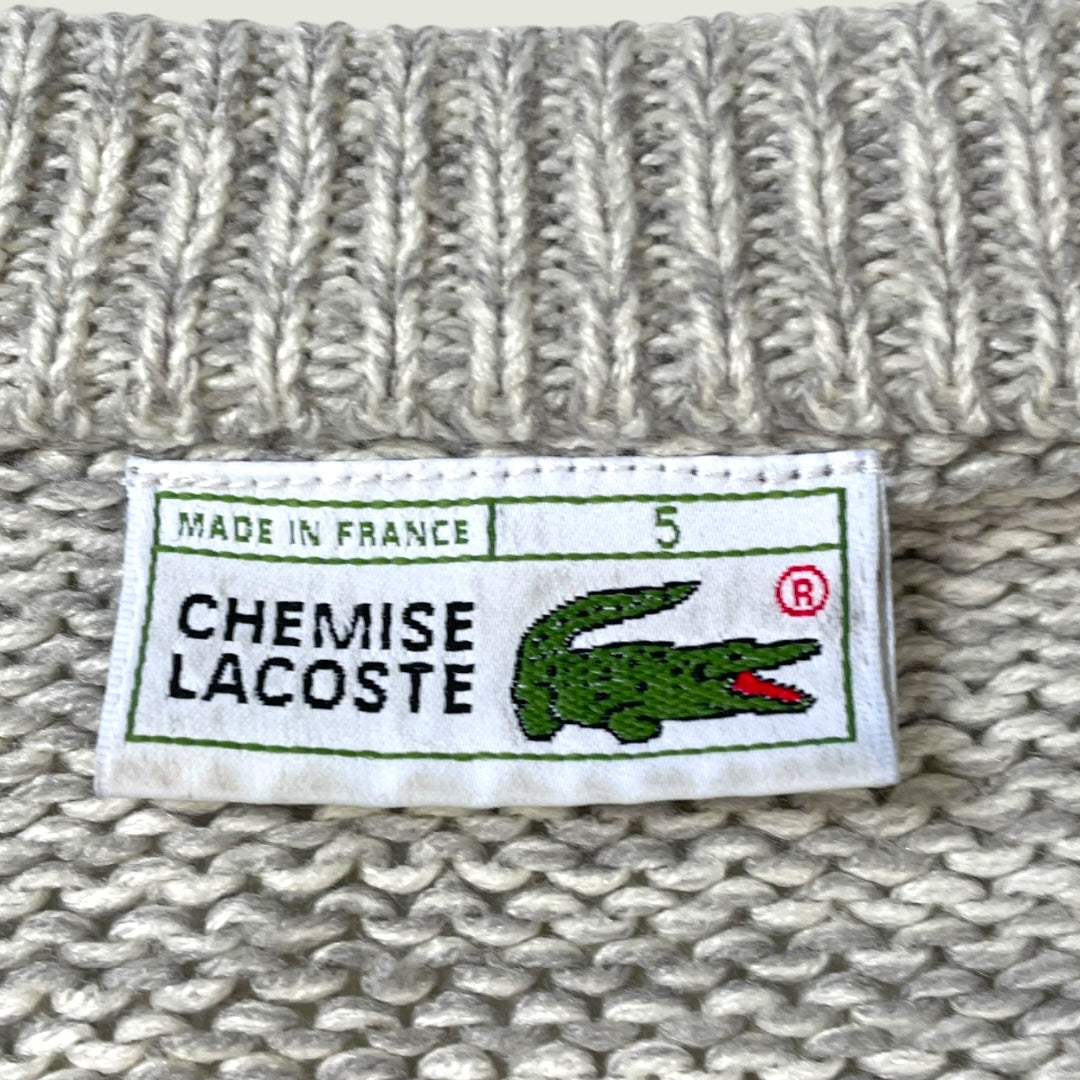 MADE IN FRANCE 5
CHEMISE
LACOSTE
®